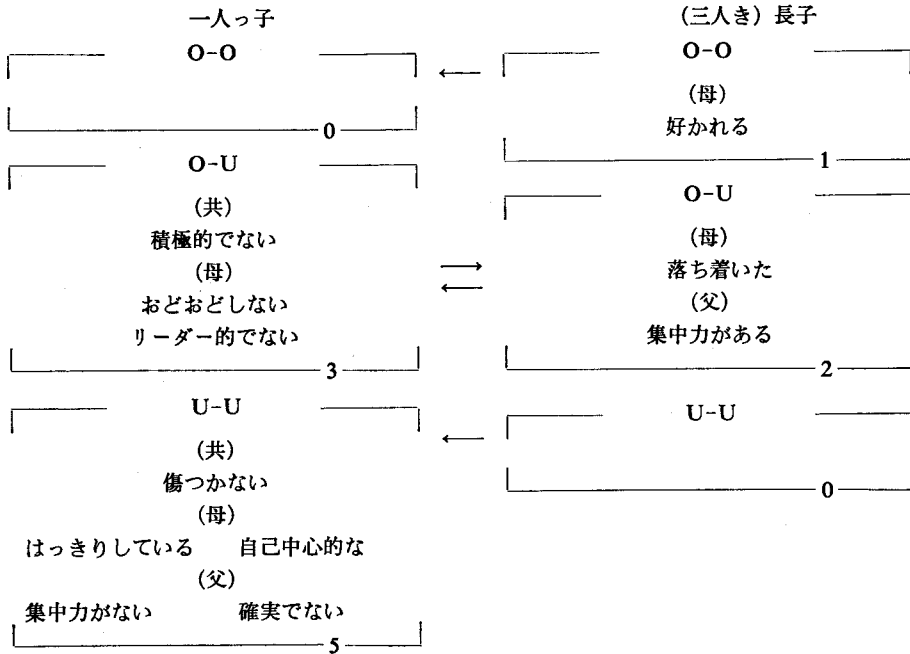 一人っ子
O-O
0
O-U
(共)
積極的でない
(母)
おどおどしない
リーダー的でない
3
U-U
(共)
傷つかない
(母)
はっきりしている 自己中心的な
(父)
集中力がない 確実でない
5
← 
→
←
←
(三人き)長子
O-O
(母)
好かれる
1
O-U
(母)
落ち着いた
(父)
集中力がある
2
U-U
0